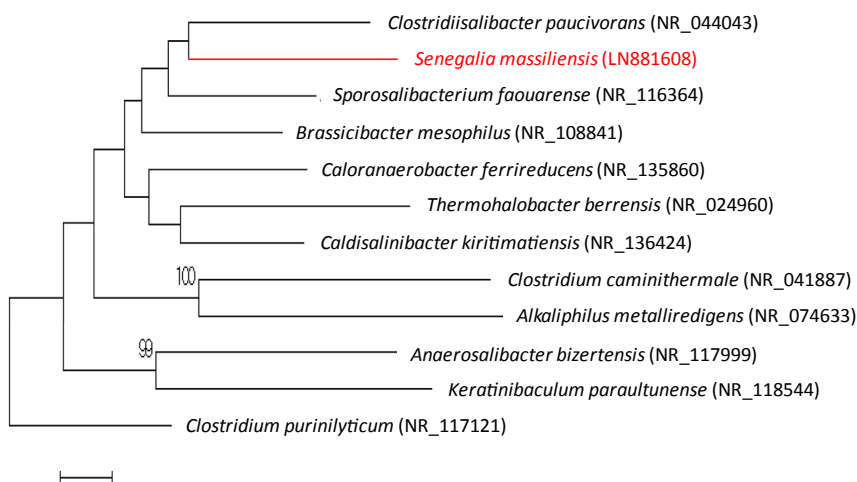 Clostridiisalibacter paucivorans (NR_044043)
Senegalia massiliensis (LN881608)
Sporosalibacterium faouarense (NR_116364)
Brassicibacter mesophilus (NR_108841)
Caloranaerobacter ferrireducens (NR_135860)
Thermohalobacter berrensis (NR_024960)
Caldisalinibacter kiritimatiensis (NR_136424)
100
Clostridium caminithermale (NR_041887)
Alkaliphilus metalliredigens (NR_074633)
99
Anaerosalibacter bizertensis (NR_117999)
Keratinibaculum paraultunense (NR_118544)
Clostridium purinilyticum (NR_117121)